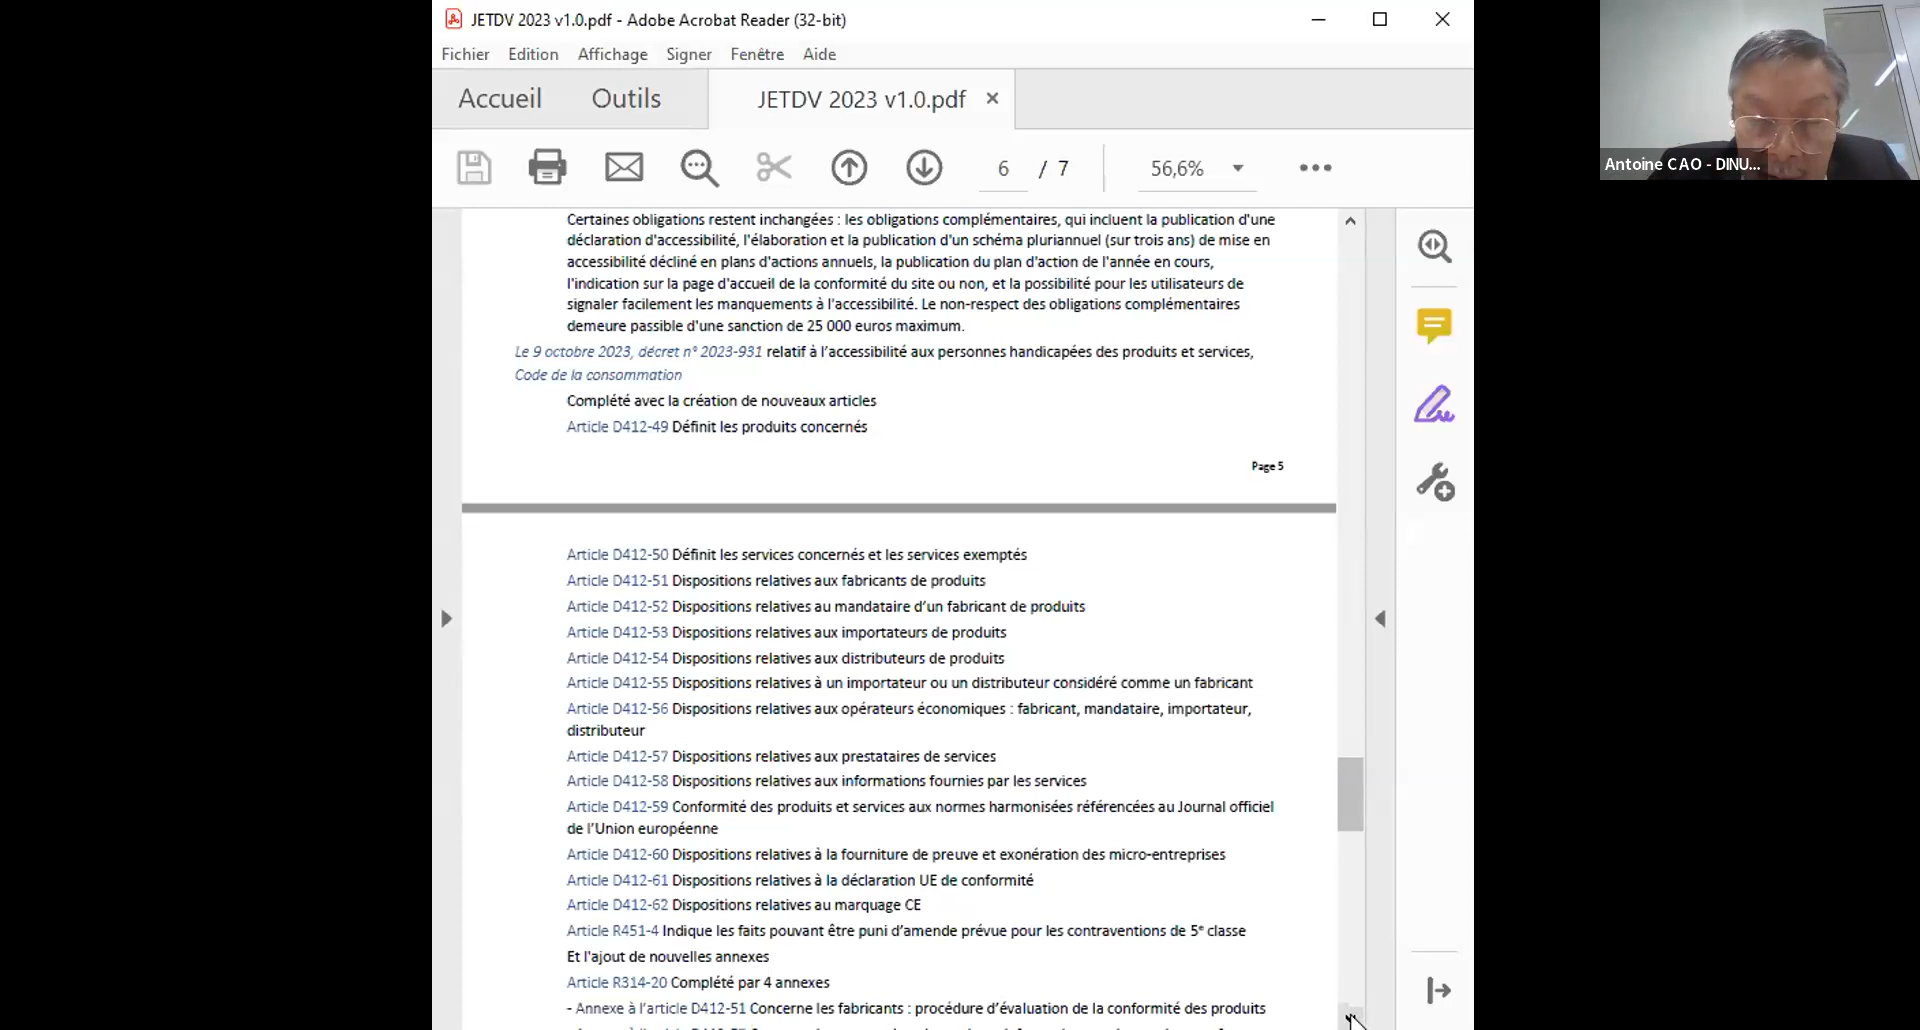 JETDV 2023 v1.0.pdf - Adobe Acrobat Reader (32-bit)
Fichier Edition Affichage Signer Fenêtre Aide
Accueil Outils JETDV 2023 v1.0.pdf
6 / 7 56,6%
Antoine CAO - DINU...
Certaines obligations restent inchangées : les obligations complémentaires, qui incluent la publication d'une
déclaration d'accessibilité, l'élaboration et la publication d'un schéma pluriannuel (sur trois ans) de mise en
accessibilité décliné en plans d'actions annuels, la publication du plan d'action de l'année en cours,
l'indication sur la page d'accueil de la conformité du site ou non, et la possibilité pour les utilisateurs de
signaler facilement les manquements à l'accessibilité. Le non-respect des obligations complémentaires
demeure passible d'une sanction de 25 000 euros maximum.
Le 9 octobre 2023, décret n° 2023-931 relatif à l’accessibilité aux personnes handicapées des produits et services,
Code de la consommation
Complété avec la création de nouveaux articles
Article D412-49 Définit les produits concernés
Page 5
Article D412-50 Définit les services concernés et les services exemptés
Article D412-51 Dispositions relatives aux fabricants de produits
Article D412-52 Dispositions relatives au mandataire d’un fabricant de produits
Article D412-53 Dispositions relatives aux importateurs de produits
Article D412-54 Dispositions relatives aux distributeurs de produits
Article D412-55 Dispositions relatives à un importateur ou un distributeur considéré comme un fabricant
Article D412-56 Dispositions relatives aux opérateurs économiques : fabricant, mandataire, importateur,
distributeur
Article D412-57 Dispositions relatives aux prestataires de services
Article D412-58 Dispositions relatives aux informations fournies par les services
Article D412-59 Conformité des produits et services aux normes harmonisées référencées au Journal officiel
de l’Union européenne
Article D412-60 Dispositions relatives à la fourniture de preuve et exonération des micro-entreprises
Article D412-61 Dispositions relatives à la déclaration UE de conformité
Article D412-62 Dispositions relatives au marquage CE
Article R451-4 Indique les faits pouvant être puni d’amende prévue pour les contraventions de 5e classe
Et l'ajout de nouvelles annexes
Article R314-20 Complété par 4 annexes
- Annexe à l’article D412-51 Concerne les fabricants : procédure d’évaluation de la conformité des produits